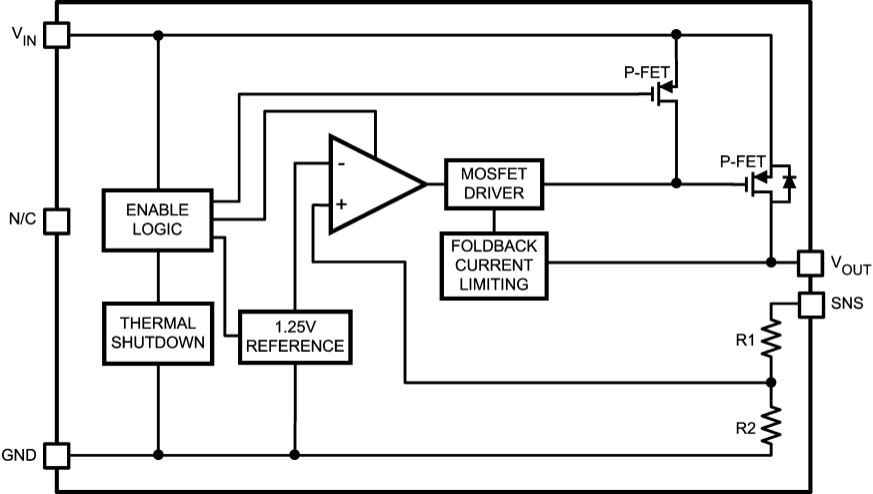 VIN
P-FET
P-FET
-
+
MOSFET
DRIVER
N/C
ENABLE
LOGIC
FOLDBACK
CURRENT
LIMITING
VOUT
SNS
THERMAL
SHUTDOWN
1.25V
REFERENCE
R1
R2
GND